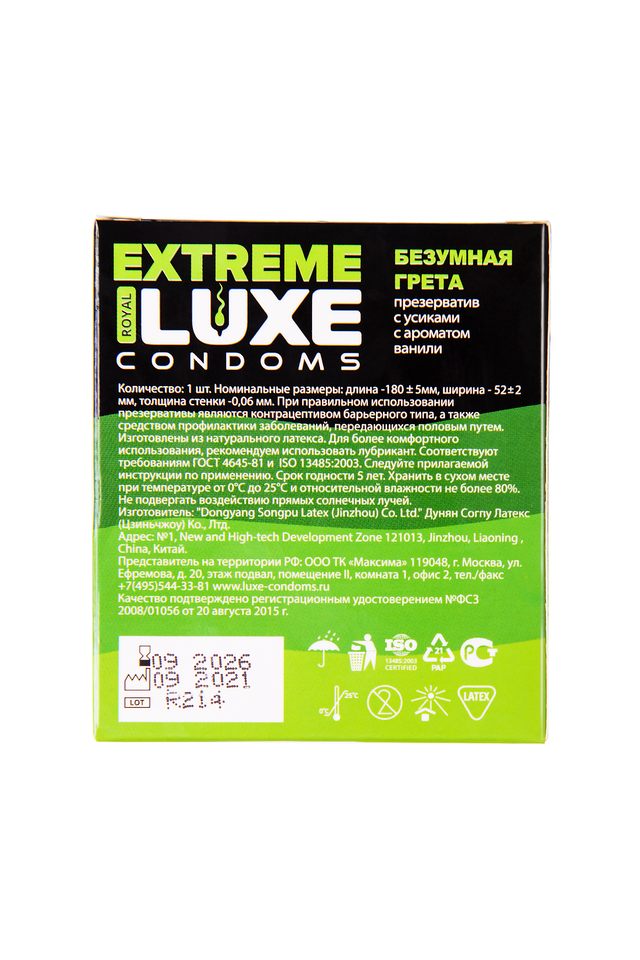 EXTREME
ROYAL
LUXE
CONDOMS
БЕЗУМНАЯ
ГРЕТА
презерватив
с усиками
с ароматом
ванили
Количество: 1 шт. Номинальные размеры: длина -180 ± 5мм, ширина - 52±2
мм, толщина стенки -0,06 мм. При правильном использовании
презервативы являются контрацептивом барьерного типа, а также
средством профилактики заболеваний, передающихся половым путем.
Изготовлены из натурального латекса. Для более комфортного
использования, рекомендуем использовать лубрикант. Соответствуют
требованиям ГОСТ 4645-81 и ISO 13485:2003. Следуйте прилагаемой
инструкции по применению. Срок годности 5 лет. Хранить в сухом месте
при температуре от 0°С до 25°С и относительной влажности не более 80%.
Не подвергать воздействию прямых солнечных лучей.
Изготовитель: "Dongyang Songpu Latex (Jinzhou) Co. Ltd." Дунян Согпу Латекс
(Цзиньчжоу) Ко., Лтд.
Адрес: №1, New and High-tech Development Zone 121013, Jinzhou, Liaoning ,
China, Китай.
Представитель на территории РФ: ООО ТК «Максима» 119048, г. Москва, ул.
Ефремова, д. 20, этаж подвал, помещение II, комната 1, офис 2, тел./факс
+7(495)544-33-81 www.luxe-condoms.ru
Качество подтверждено регистрационным удостоверением №ФСЗ
2008/01056 от 20 августа 2015 г.
09 2026
09 2021
LOT R214
ISO
13485:2003
CERTIFIED
21
PAP
0°C
25°C
2
LATEX